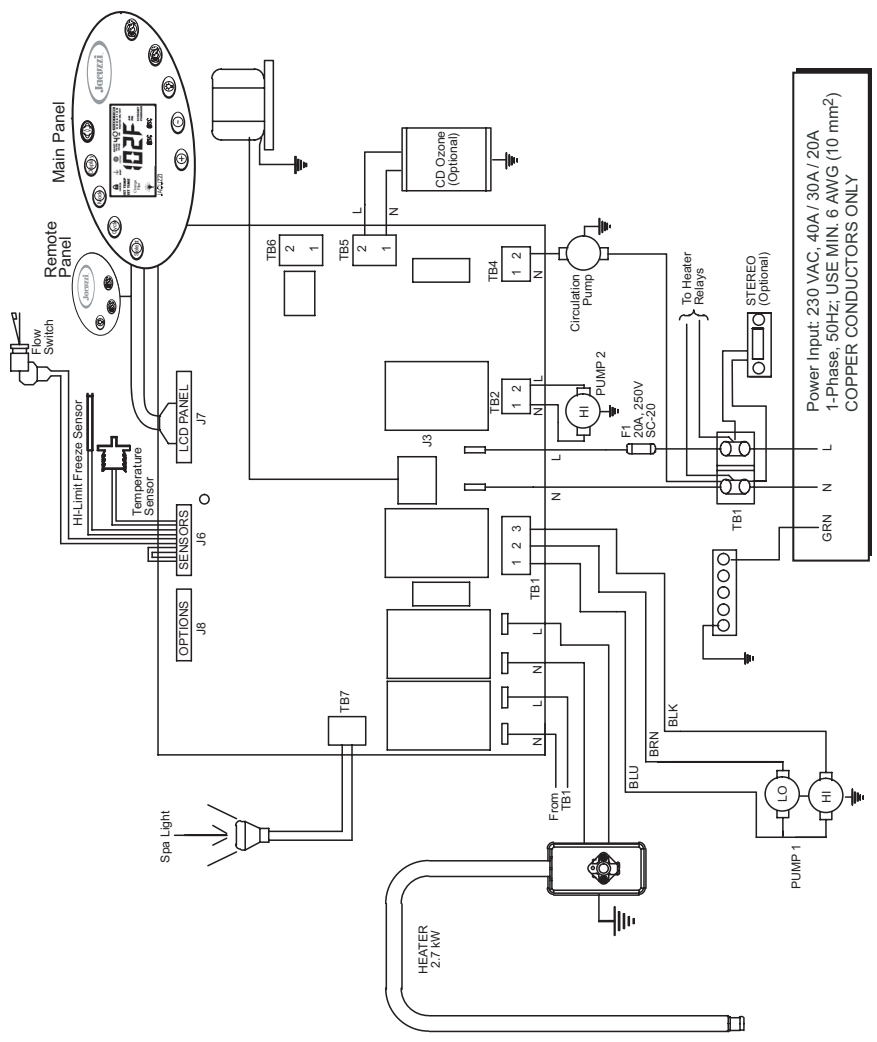 Main Panel
Jacuzzi
102F
JACUZZI
Remote
Panel
Jacuzzi
Flow
Switch
HI-Limit Freeze Sensor
Temperature
Sensor
LCD PANEL
J7
SENSORS
J6
OPTIONS
J8
CD Ozone
(Optional)
L
N
TB6
2
1
TB5
2
1
TB4
1 2
N
Circulation
Pump
To Heater
Relays
STEREO
(Optional)
TB2
1 2
N
L
HI
PUMP 2
J3
L
N
F1
20A, 250V
SC-20
TB1
1 2 3
TB1
L
N
GRN
Power Input: 230 VAC, 40A / 30A / 20A
1-Phase, 50Hz; USE MIN. 6 AWG (10 mm²)
COPPER CONDUCTORS ONLY
TB7
Spa Light
N
L
N
L
From
TB1
BLU
BRN
BLK
LO
HI
PUMP 1
HEATER
2.7 kW